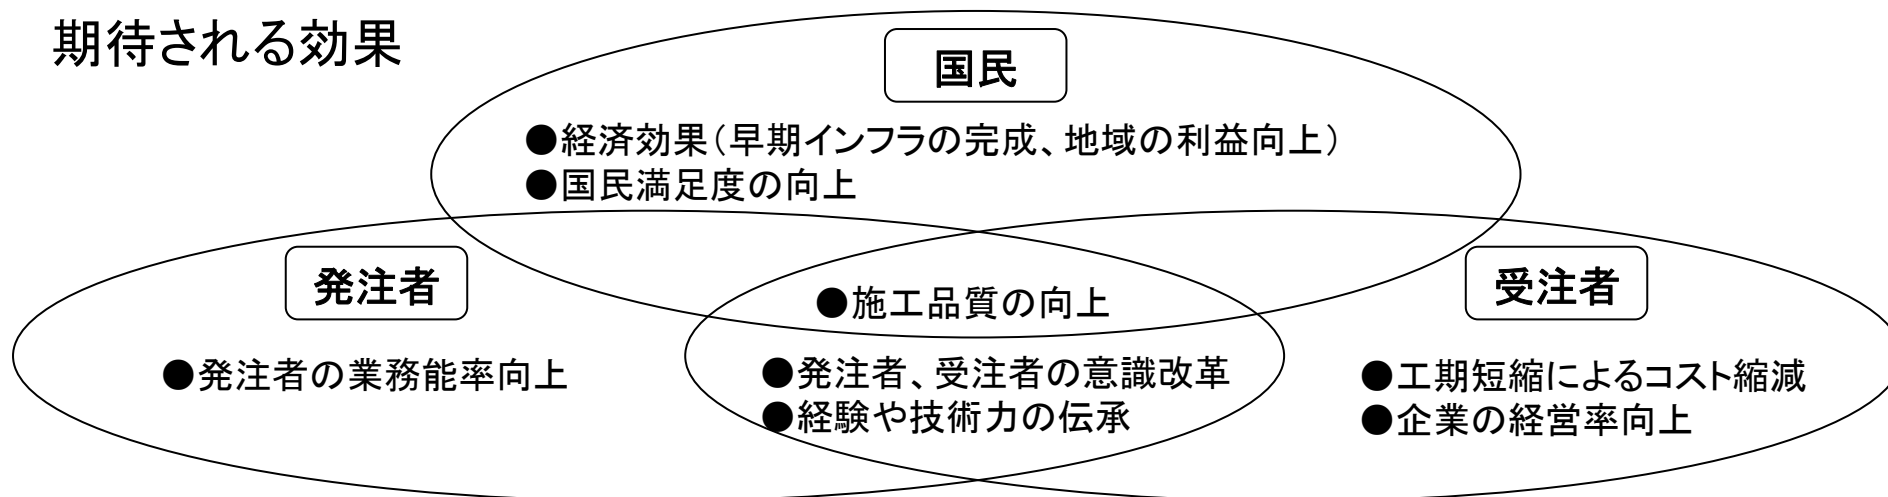 期待される効果
国民
●経済効果（早期インフラの完成、地域の利益向上）
●国民満足度の向上
発注者
受注者
●施工品質の向上
●発注者の業務能率向上
●発注者、受注者の意識改革
●経験や技術力の伝承
●工期短縮によるコスト縮減
●企業の経営率向上